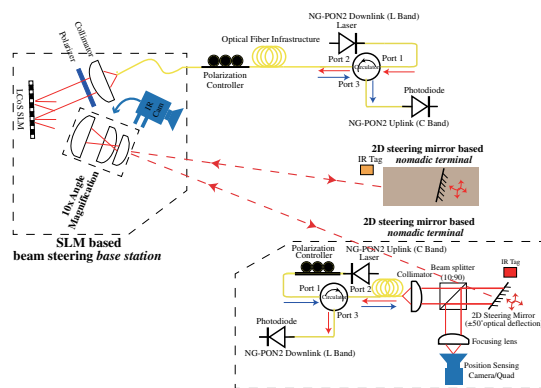 NG-PON2 Downlink (L Band)
Laser
Optical Fiber Infrastructure
Port 2
Port 1
Circulator
Port 3
Polarization
Controller
Photodiode
NG-PON2 Uplink (C Band)
Collimator
Polarizer
LCoS SLM
IR
Cam
10x Angle
Magnification
SLM based
beam steering base station
2D steering mirror based
nomadic terminal
IR Tag
2D steering mirror based
nomadic terminal
Polarization
Controller
NG-PON2 Uplink (C Band)
Laser
Collimator
Beam splitter
(10:90)
IR Tag
Port 1
Port 2
Circulator
Port 3
Photodiode
NG-PON2 Downlink (L Band)
2D Steering Mirror
(±50°optical deflection)
Focusing lens
Position Sensing
Camera/Quad